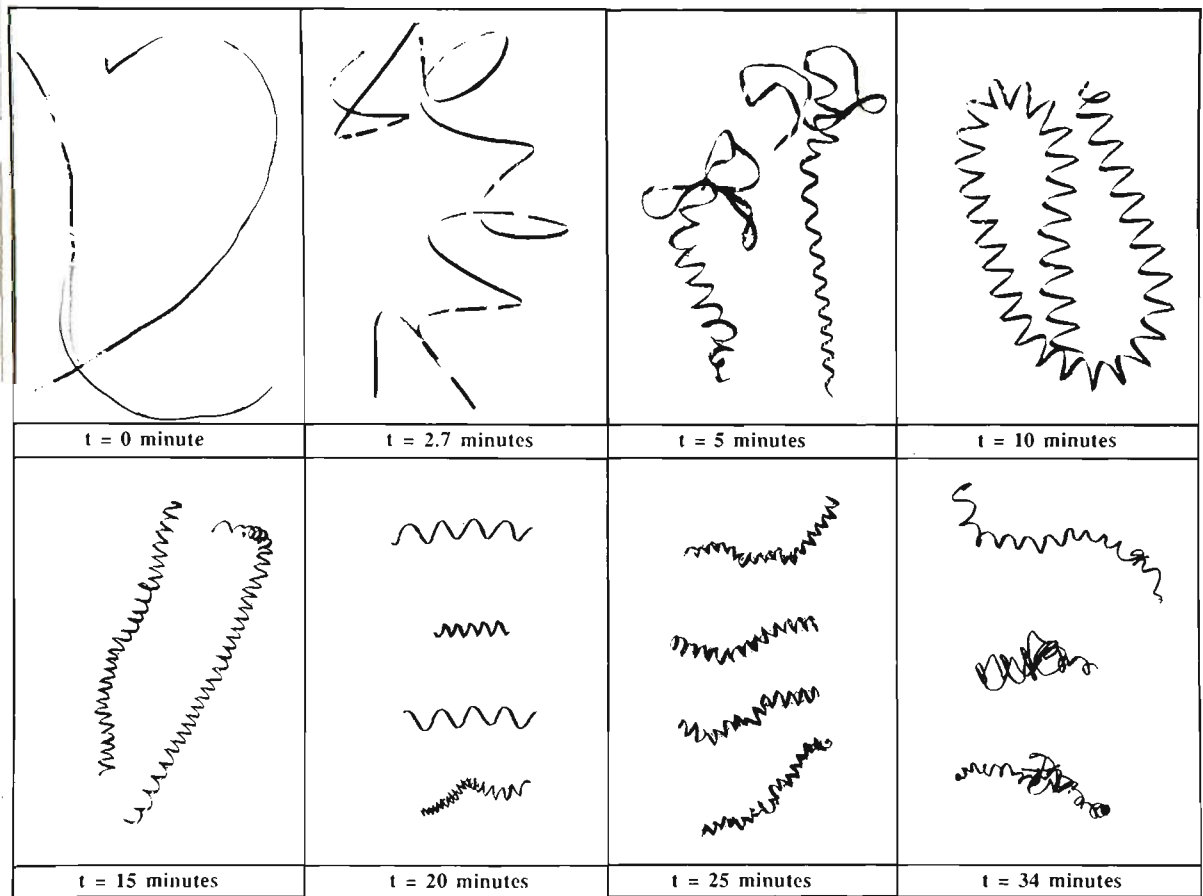 t = 0 minute
t = 2.7 minutes
t = 5 minutes
t = 10 minutes
t = 15 minutes
t = 20 minutes
t = 25 minutes
t = 34 minutes